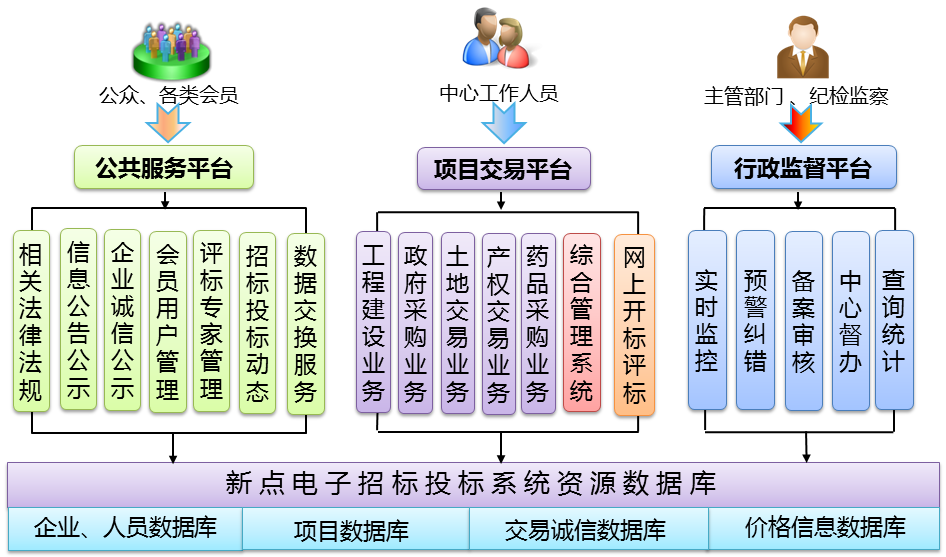 公众、各类会员
中心工作人员
主管部门 、纪检监察
公共服务平台
项目交易平台
行政监督平台
相关法律法规
信息公告公示
企业诚信公示
会员用户管理
评标专家管理
招标投标动态
数据交换服务
工程建设业务
政府采购业务
土地交易业务
产权交易业务
药品采购业务
综合管理系统
网上开标评标
实时监控
预警纠错
备案审核
中心督办
查询统计
新点电子招标投标系统资源数据库
企业、人员数据库
项目数据库
交易诚信数据库
价格信息数据库